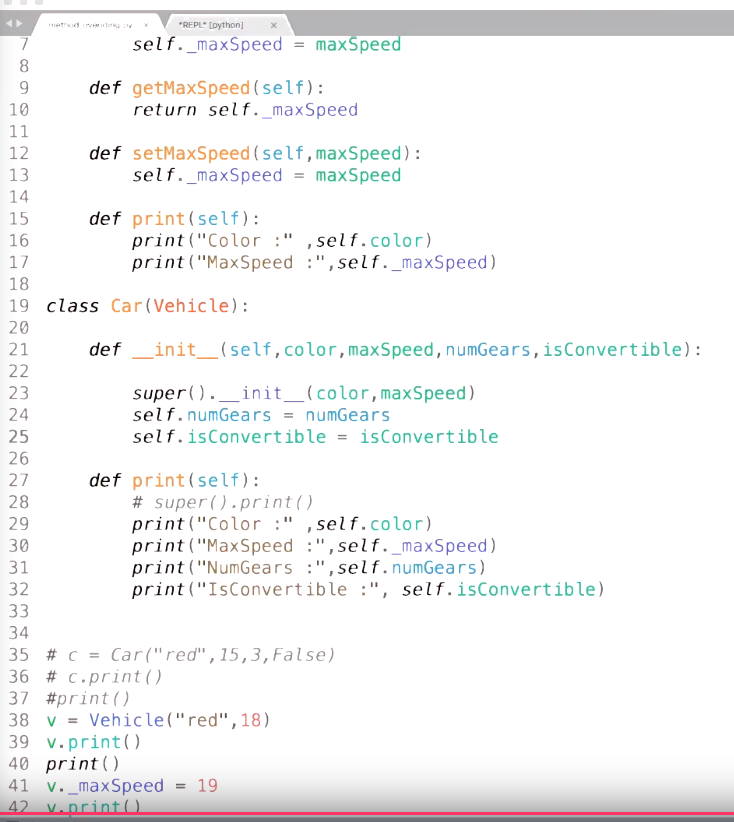 method_overiding.py × *REPL* [python] ×
7 self._maxSpeed = maxSpeed
8
9 def getMaxSpeed(self):
10 return self._maxSpeed
11
12 def setMaxSpeed(self,maxSpeed):
13 self._maxSpeed = maxSpeed
14
15 def print(self):
16 print("Color :" ,self.color)
17 print("MaxSpeed :",self._maxSpeed)
18
19 class Car(Vehicle):
20
21 def __init__(self,color,maxSpeed,numGears,isConvertible):
22
23 super().__init__(color,maxSpeed)
24 self.numGears = numGears
25 self.isConvertible = isConvertible
26
27 def print(self):
28 # super().print()
29 print("Color :" ,self.color)
30 print("MaxSpeed :",self._maxSpeed)
31 print("NumGears :",self.numGears)
32 print("IsConvertible :", self.isConvertible)
33
34
35 # c = Car("red",15,3,False)
36 # c.print()
37 #print()
38 v = Vehicle("red",18)
39 v.print()
40 print()
41 v._maxSpeed = 19
42 v.print()